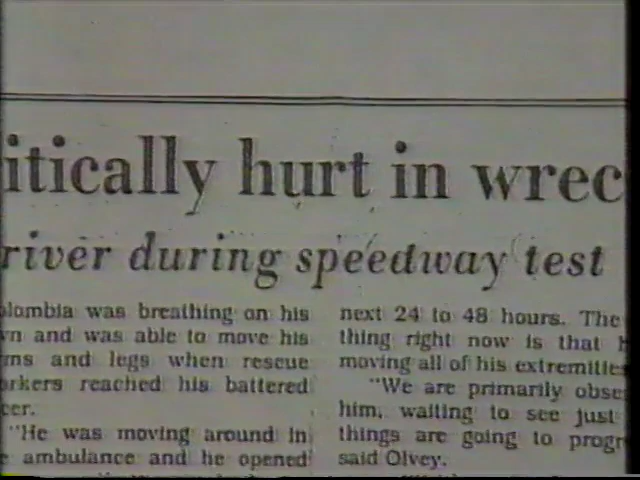 itically hurt in wrec
river during speedway test
olombia was breathing on his
wn and was able to move his
ms and legs when rescue
orkers reached his battered
cer.
"He was moving around in
e ambulance and he opened
next 24 to 48 hours. The
thing right now is that h
moving all of his extremities
"We are primarily obse
him, waiting to see just
things are going to progr
said Olvey.